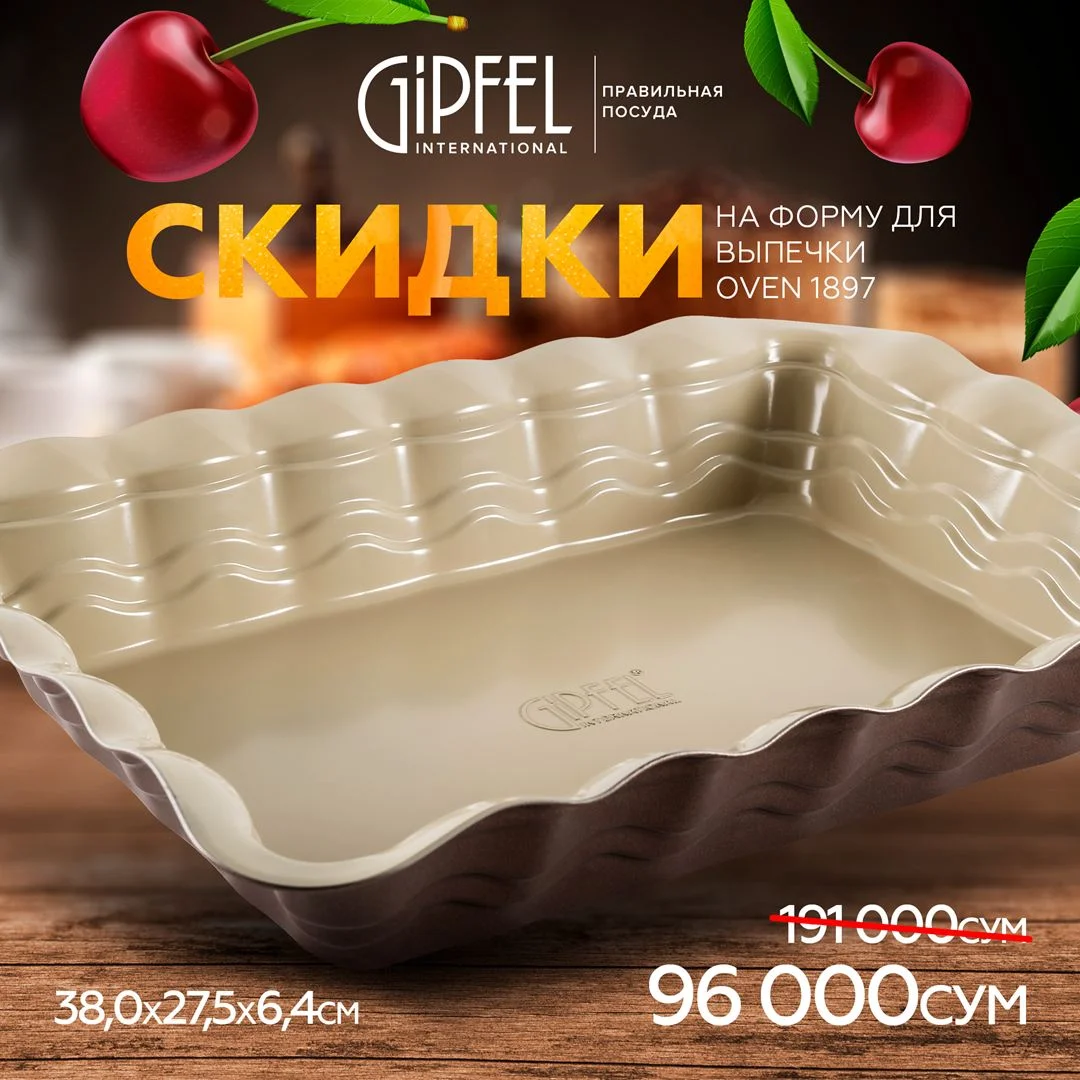 GIPFEL
INTERNATIONAL
ПРАВИЛЬНАЯ
ПОСУДА
СКИДКИ
НА ФОРМУ ДЛЯ
ВЫПЕЧКИ
OVEN 1897
GIPFEL®
INTERNATIONAL
191 000СУМ
96 000СУМ
38,0x27,5x6,4СМ